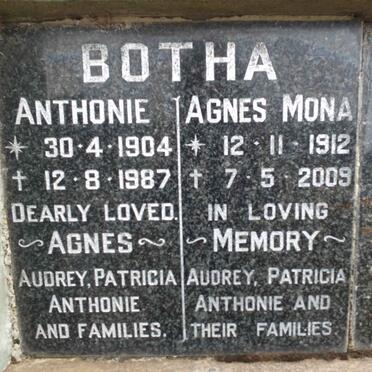 BOTHA
ANTHONIE
* 30·4·1904
† 12·8·1987
DEARLY LOVED.
~AGNES~
AUDREY, PATRICIA
ANTHONIE
AND FAMILIES.
AGNES MONA
* 12·11·1912
† 7·5·2009
IN LOVING
~MEMORY~
AUDREY, PATRICIA
ANTHONIE AND
THEIR FAMILIES.